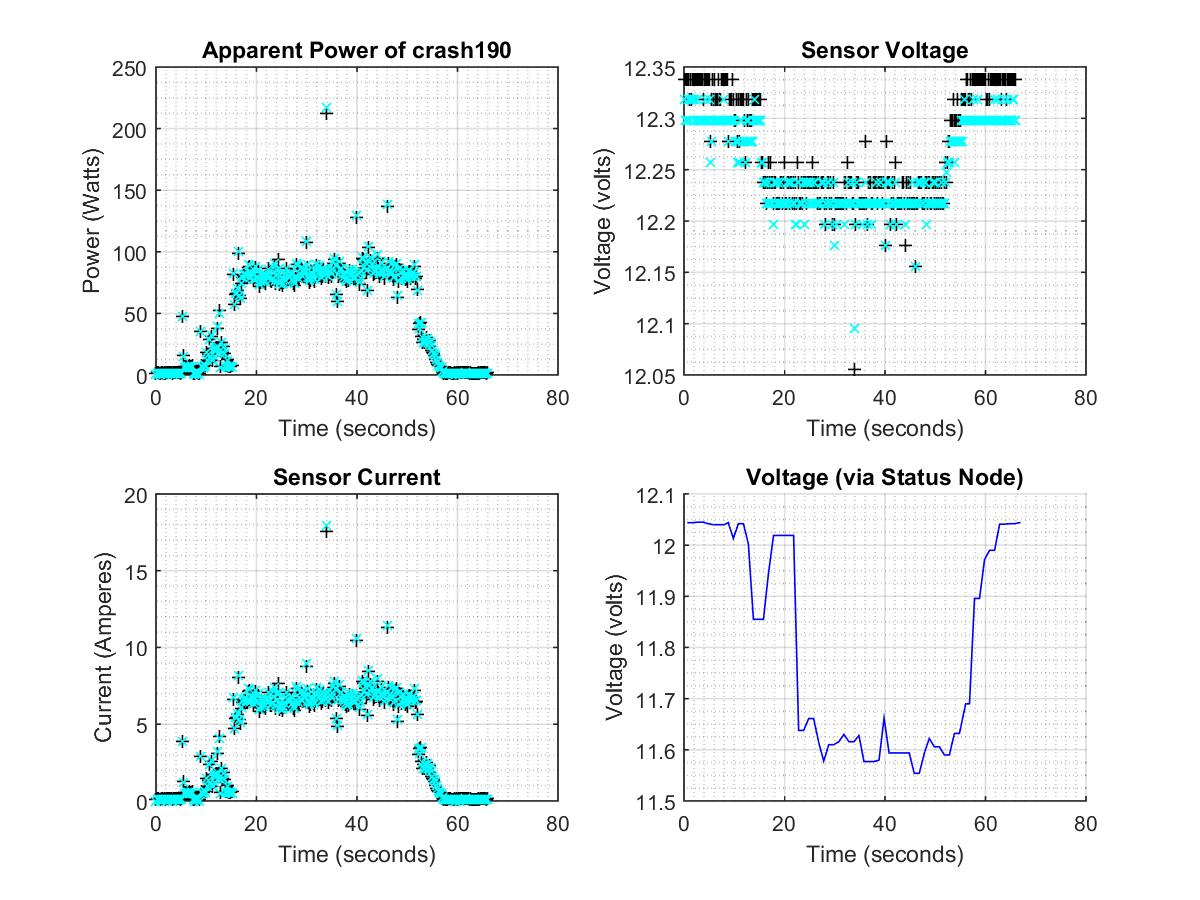 Apparent Power of crash190
250
200
150
100
50
0
Power (Watts)
0 20 40 60 80
Time (seconds)
Sensor Voltage
12.35
12.3
12.25
12.2
12.15
12.1
12.05
Voltage (volts)
0 20 40 60 80
Time (seconds)
Sensor Current
20
15
10
5
0
Current (Amperes)
0 20 40 60 80
Time (seconds)
Voltage (via Status Node)
12.1
12
11.9
11.8
11.7
11.6
11.5
Voltage (volts)
0 20 40 60 80
Time (seconds)